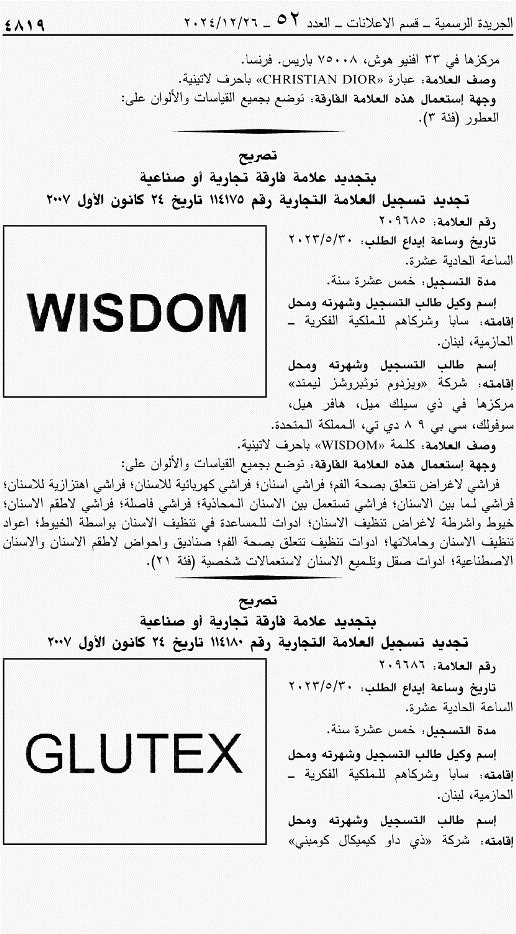 الجريدة الرسمية ــ قسم الاعلانات ــ العدد ٥٢ ــ ٢٠٢٤/١٢/٢٦
٤٨١٩
مركزها في ٣٣ افنيو هوش، ٧٥٠٠٨ باريس. فرنسا.
وصف العلامة: عبارة «CHRISTIAN DIOR» باحرف لاتينية.
وجهة إستعمال هذه العلامة الفارقة: توضع بجميع القياسات والألوان على:
العطور (فئة ٣).
تصريح
بتجديد علامة فارقة تجارية أو صناعية
تجديد تسجيل العلامة التجارية رقم ١١٤١٧٥ تاريخ ٢٤ كانون الأول ٢٠٠٧
رقم العلامة: ٢٠٩٦٨٥
تاريخ وساعة إيداع الطلب: ٢٠٢٣/٥/٣٠
الساعة الحادية عشرة.
مدة التسجيل: خمس عشرة سنة.
إسم وكيل طالب التسجيل وشهرته ومحل
إقامته: سابا وشركاهم للملكية الفكرية ــ
الحازمية، لبنان.
إسم طالب التسجيل وشهرته ومحل
إقامته: شركة «ويزدوم توثبروشز ليمتد»
مركزها في ذي سيلك ميل، هافر هيل،
سوفولك، سي بي ٩ ٨ دي تي، المملكة المتحدة.
WISDOM
وصف العلامة: كلمة «WISDOM» باحرف لاتينية.
وجهة إستعمال هذه العلامة الفارقة: توضع بجميع القياسات والألوان على:
فراشي لاغراض تتعلق بصحة الفم؛ فراشي اسنان؛ فراشي كهربائية للاسنان؛ فراشي اهتزازية للاسنان؛
فراشي لـما بين الاسنان؛ فراشي تستعمل بين الاسنان الـمحاذية؛ فراشي فاصلة؛ فراشي لاطقم الاسنان؛
خيوط واشرطة لاغراض تنظيف الاسنان؛ ادوات للـمساعدة في تنظيف الاسنان بواسطة الخيوط؛ اعواد
تنظيف الاسنان وحاملاتها؛ ادوات تنظيف تتعلق بصحة الفم؛ صناديق واحواض لاطقم الاسنان والاسنان
الاصطناعية؛ ادوات صقل وتلـميع الاسنان لاستعمالات شخصية (فئة ٢١).
تصريح
بتجديد علامة فارقة تجارية أو صناعية
تجديد تسجيل العلامة التجارية رقم ١١٤١٨٠ تاريخ ٢٤ كانون الأول ٢٠٠٧
رقم العلامة: ٢٠٩٦٨٦
تاريخ وساعة إيداع الطلب: ٢٠٢٣/٥/٣٠
الساعة الحادية عشرة.
مدة التسجيل: خمس عشرة سنة.
إسم وكيل طالب التسجيل وشهرته ومحل
إقامته: سابا وشركاهم للملكية الفكرية ــ
الحازمية، لبنان.
إسم طالب التسجيل وشهرته ومحل
إقامته: شركة «ذي داو كيميكال كومبني»
GLUTEX